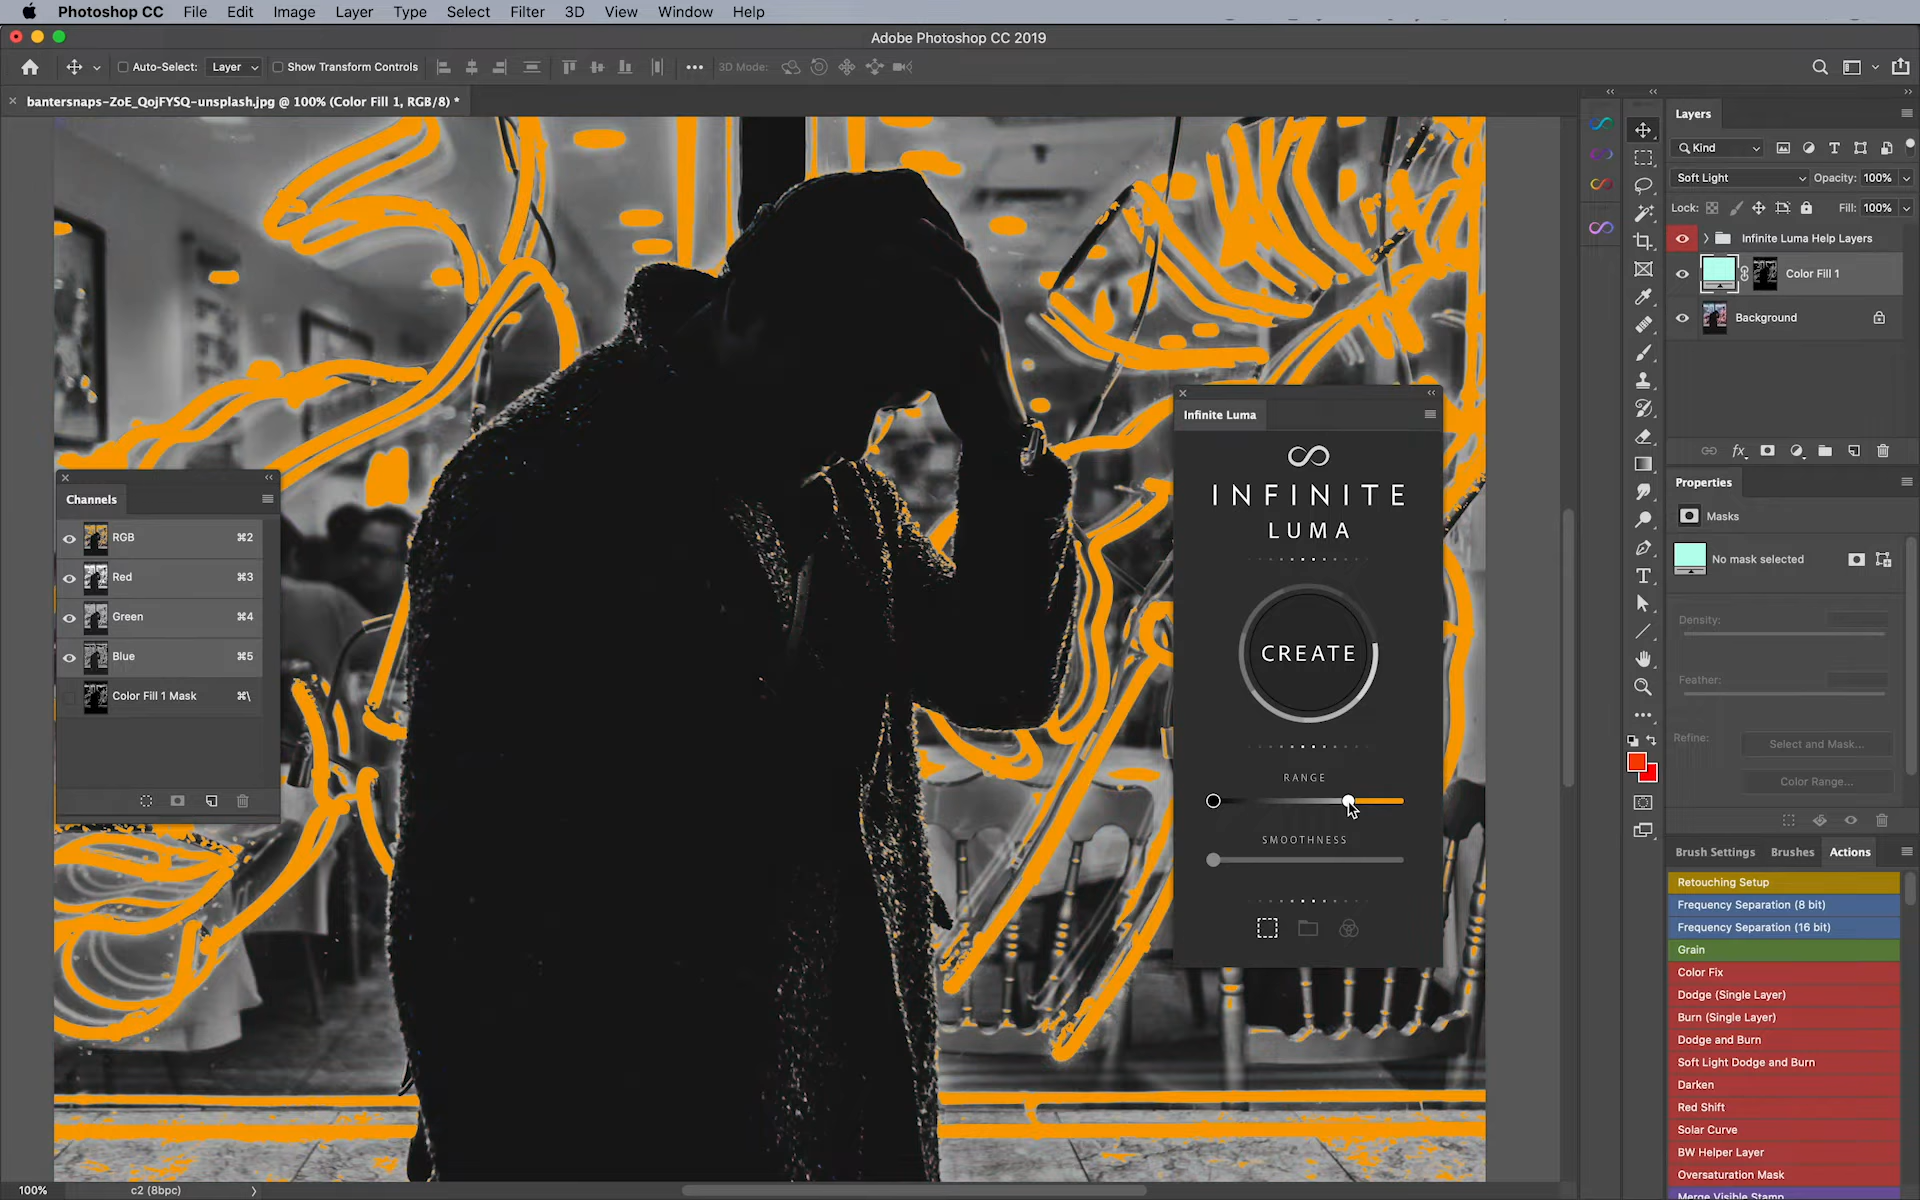 Photoshop CC File Edit Image Layer Type Select Filter 3D View Window Help
Adobe Photoshop CC 2019
Auto-Select: Layer Show Transform Controls 3D Mode:
bantersnaps-ZoE_QojFYSQ-unsplash.jpg @ 100% (Color Fill 1, RGB/8) *
Channels
RGB ⌘2
Red ⌘3
Green ⌘4
Blue ⌘5
Color Fill 1 Mask ⌘\
Infinite Luma
INFINITE
LUMA
CREATE
RANGE
SMOOTHNESS
Layers
Kind
Soft Light Opacity: 100%
Lock: Fill: 100%
Infinite Luma Help Layers
Color Fill 1
Background
Properties
Masks
No mask selected
Density:
Feather:
Refine: Select and Mask...
Color Range...
Brush Settings Brushes Actions
Retouching Setup
Frequency Separation (8 bit)
Frequency Separation (16 bit)
Grain
Color Fix
Dodge (Single Layer)
Burn (Single Layer)
Dodge and Burn
Soft Light Dodge and Burn
Darken
Red Shift
Solar Curve
BW Helper Layer
Oversaturation Mask
Merge Visible Stamp
100% c2 (8bpc)